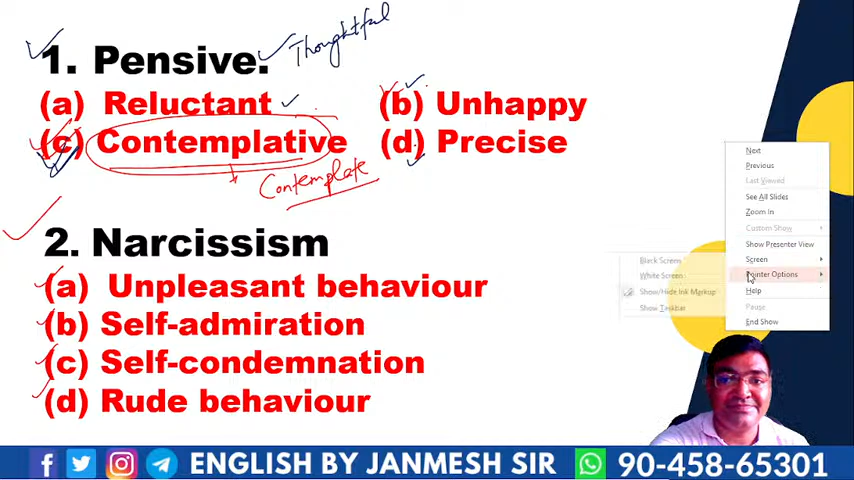 1. Pensive. Thoughtful
(a) Reluctant (b) Unhappy
(c) Contemplative (d) Precise
Contemplate
2. Narcissism
(a) Unpleasant behaviour
(b) Self-admiration
(c) Self-condemnation
(d) Rude behaviour
Next
Previous
Last Viewed
See All Slides
Zoom In
Custom Show
Show Presenter View
Screen
Pointer Options
Help
Pause
End Show
Black Screen
White Screen
Show/Hide Ink Markup
Show Taskbar
ENGLISH BY JANMESH SIR 90-458-65301